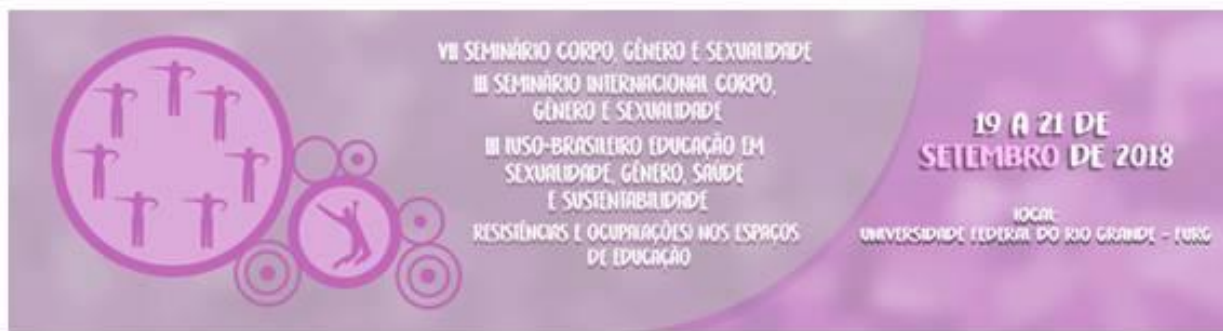 VII SEMINÁRIO CORPO, GÊNERO E SEXUALIDADE
III SEMINÁRIO INTERNACIONAL CORPO,
GÊNERO E SEXUALIDADE
III LUSO-BRASILEIRO EDUCAÇÃO EM
SEXUALIDADE, GÊNERO, SAÚDE
E SUSTENTABILIDADE
RESISTÊNCIAS E OCUPA(AÇÕES) NOS ESPAÇOS
DE EDUCAÇÃO
19 A 21 DE
SETEMBRO DE 2018
LOCAL:
UNIVERSIDADE FEDERAL DO RIO GRANDE - FURG